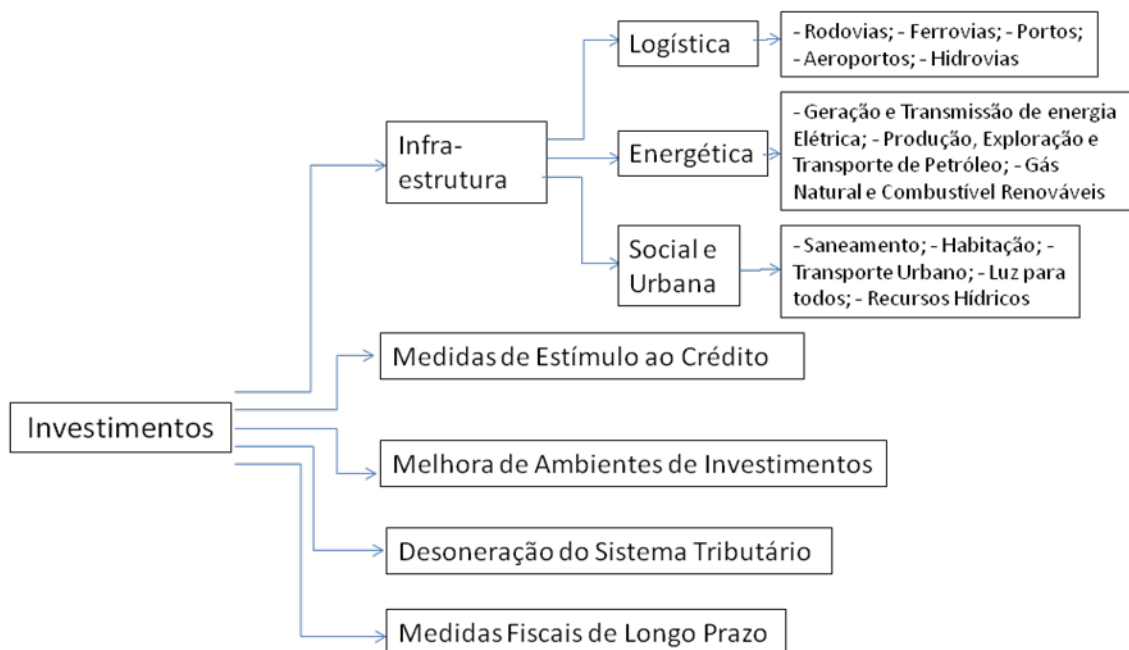 Logística
- Rodovias; - Ferrovias; - Portos;
- Aeroportos; - Hidrovias
Infra-
estrutura
Energética
- Geração e Transmissão de energia
Elétrica; - Produção, Exploração e
Transporte de Petróleo; - Gás
Natural e Combustível Renováveis
Social e
Urbana
- Saneamento; - Habitação; -
Transporte Urbano; - Luz para
todos; - Recursos Hídricos
Medidas de Estímulo ao Crédito
Investimentos
Melhora de Ambientes de Investimentos
Desoneração do Sistema Tributário
Medidas Fiscais de Longo Prazo